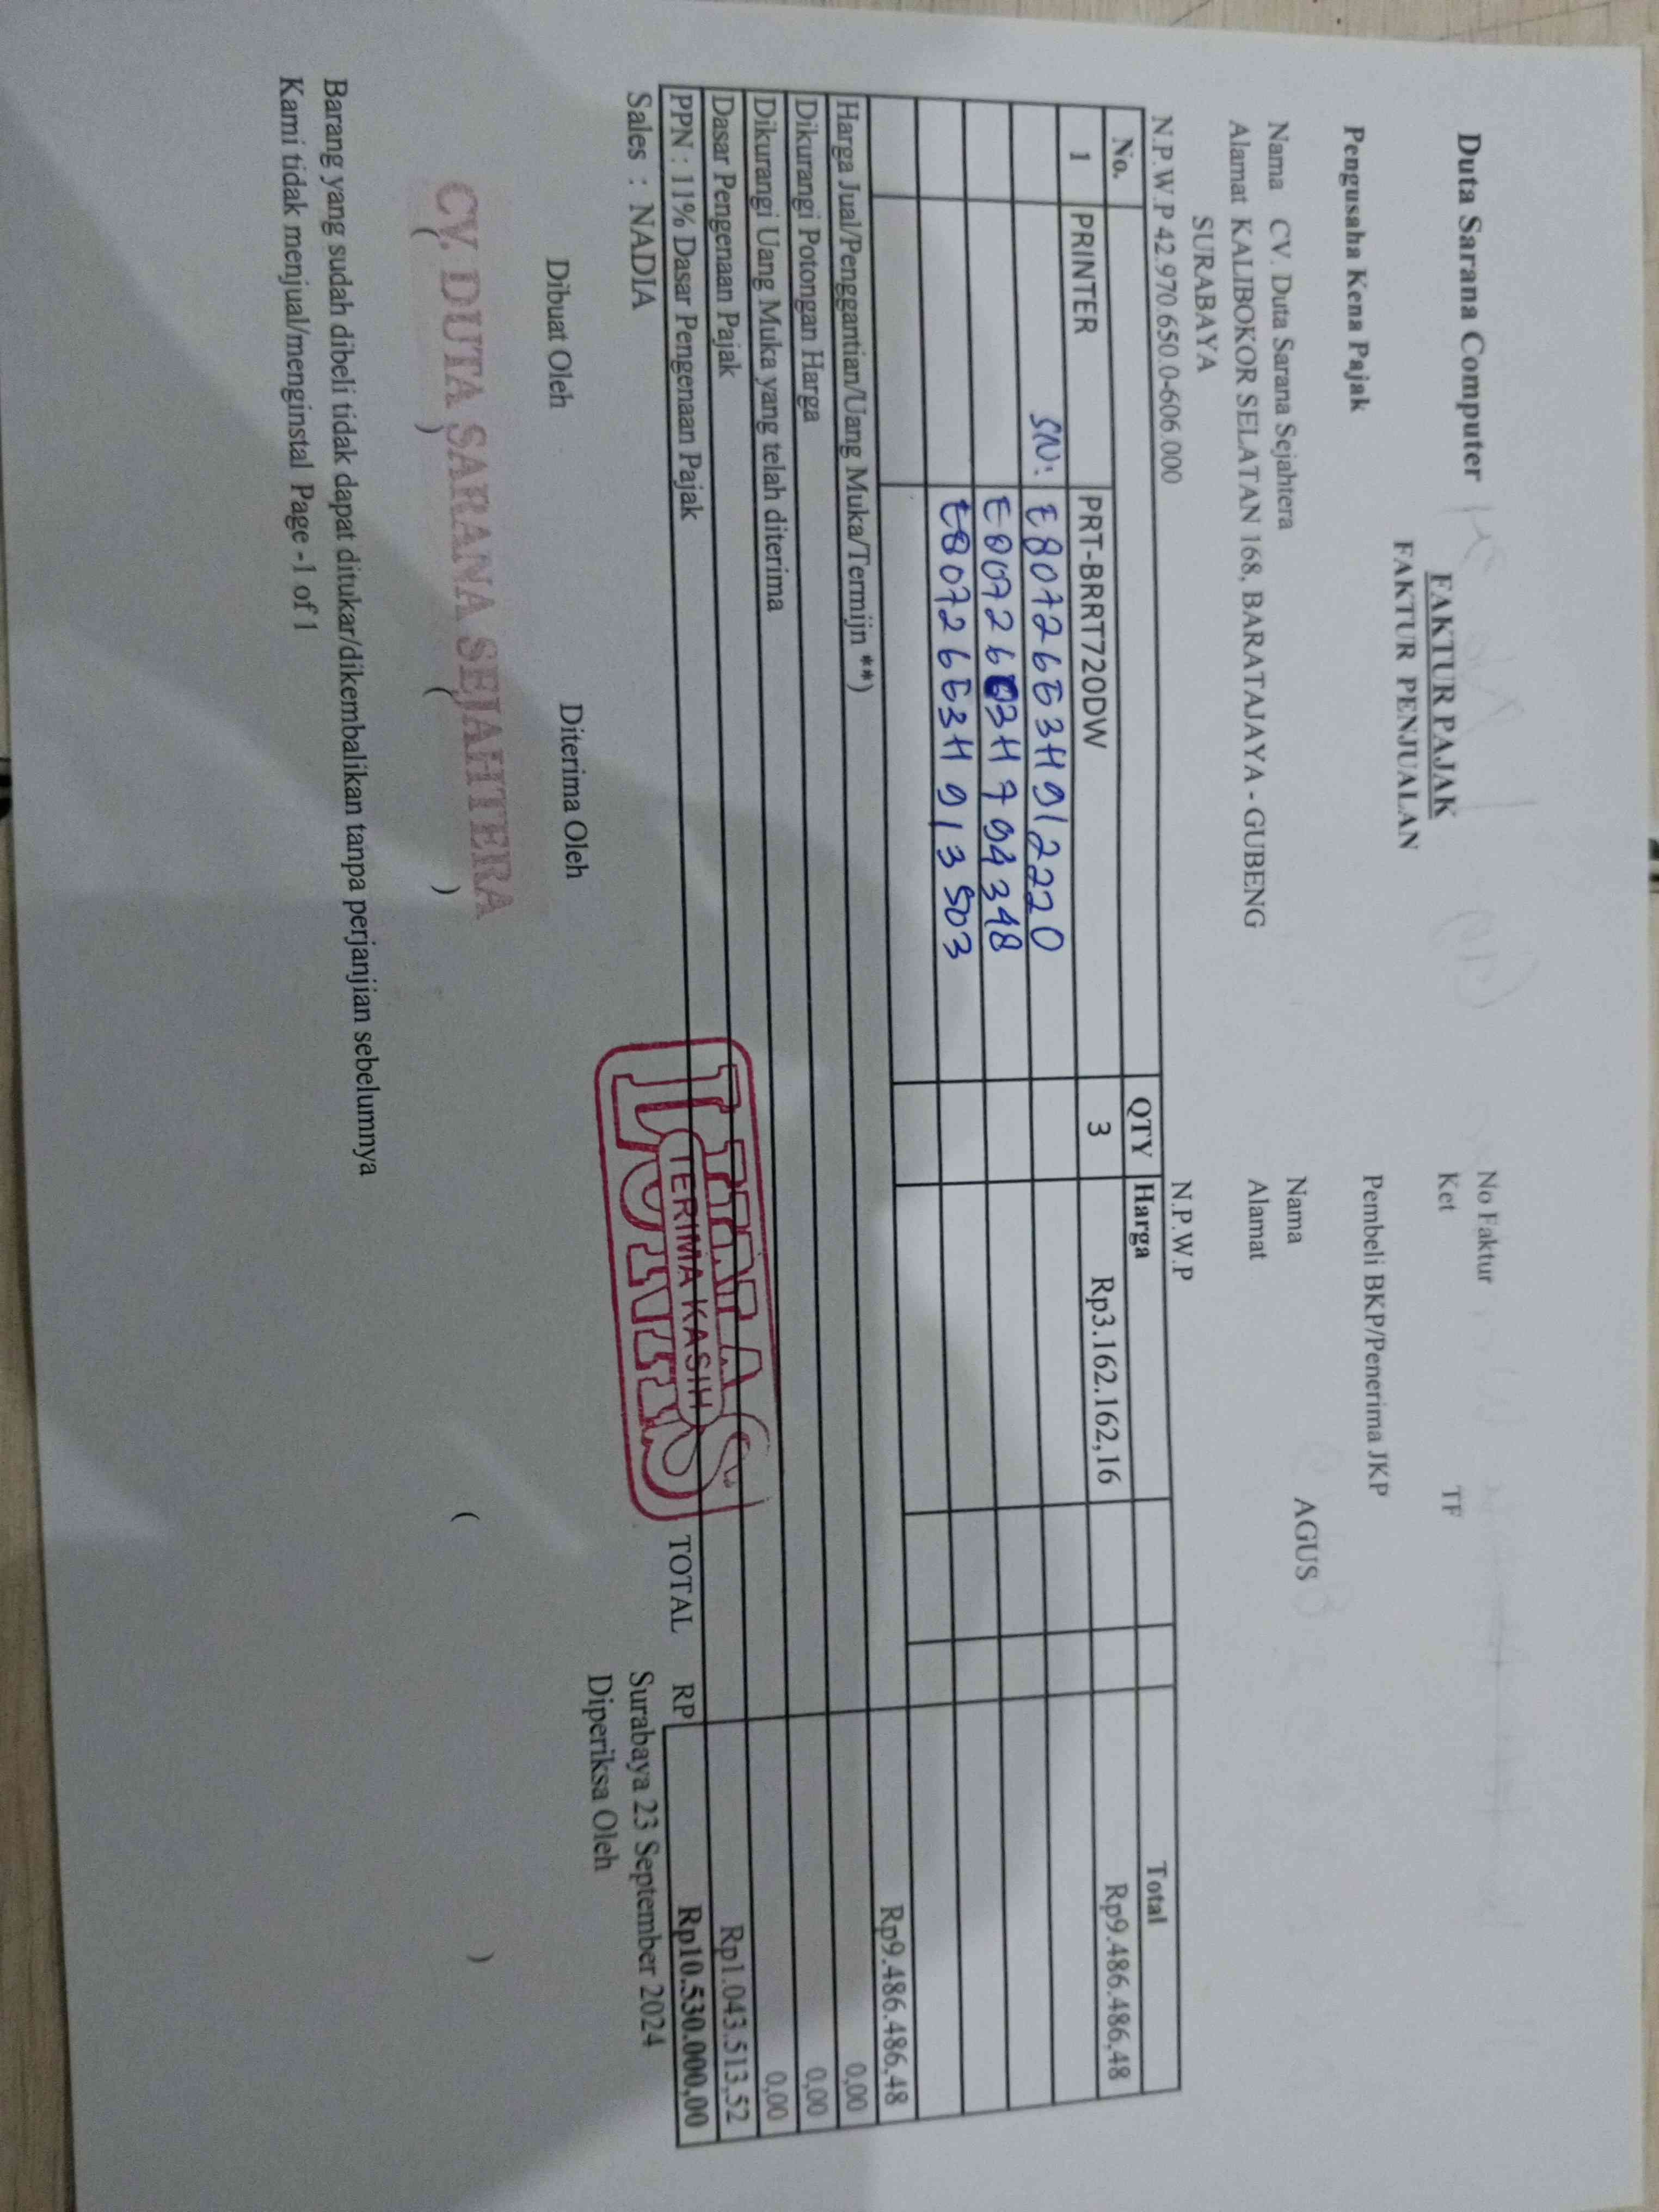 Duta Sarana Computer
FAKTUR PAJAK
FAKTUR PENJUALAN
No Faktur
Ket TF
Pengusaha Kena Pajak
Pembeli BKP/Penerima JKP
Nama CV. Duta Sarana Sejahtera
Nama AGUS
Alamat KALIBOKOR SELATAN 168, BARATAJAYA - GUBENG
SURABAYA
Alamat
N.P.W.P 42.970.650.0-606.000
N.P.W.P
No. QTY Harga Total
1 PRINTER PRT-BRRT720DW 3 Rp3.162.162,16 Rp9.486.486,48
SN: E80726E3H912220
E80726E3H794348
E80726E3H913503
Rp9.486.486,48
Harga Jual/Penggantian/Uang Muka/Termijn **) 0,00
Dikurangi Potongan Harga 0,00
Dikurangi Uang Muka yang telah diterima 0,00
Dasar Pengenaan Pajak Rp1.043.513,52
PPN : 11% Dasar Pengenaan Pajak TOTAL RP Rp10.530.000,00
LUNAS
TERIMA KASIH
Sales : NADIA
Surabaya 23 September 2024
Dibuat Oleh Diterima Oleh Diperiksa Oleh
CV. DUTA SARANA SEJAHTERA
( ) ( ) ( )
Barang yang sudah dibeli tidak dapat ditukar/dikembalikan tanpa perjanjian sebelumnya
Kami tidak menjual/menginstal Page -1 of 1